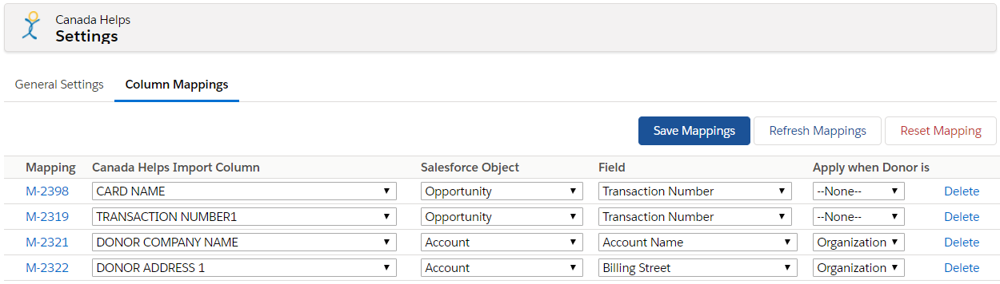 Canada Helps
Settings
General Settings Column Mappings
Save Mappings Refresh Mappings Reset Mapping
Mapping Canada Helps Import Column Salesforce Object Field Apply when Donor is
M-2398 CARD NAME Opportunity Transaction Number --None-- Delete
M-2319 TRANSACTION NUMBER1 Opportunity Transaction Number --None-- Delete
M-2321 DONOR COMPANY NAME Account Account Name Organization Delete
M-2322 DONOR ADDRESS 1 Account Billing Street Organization Delete